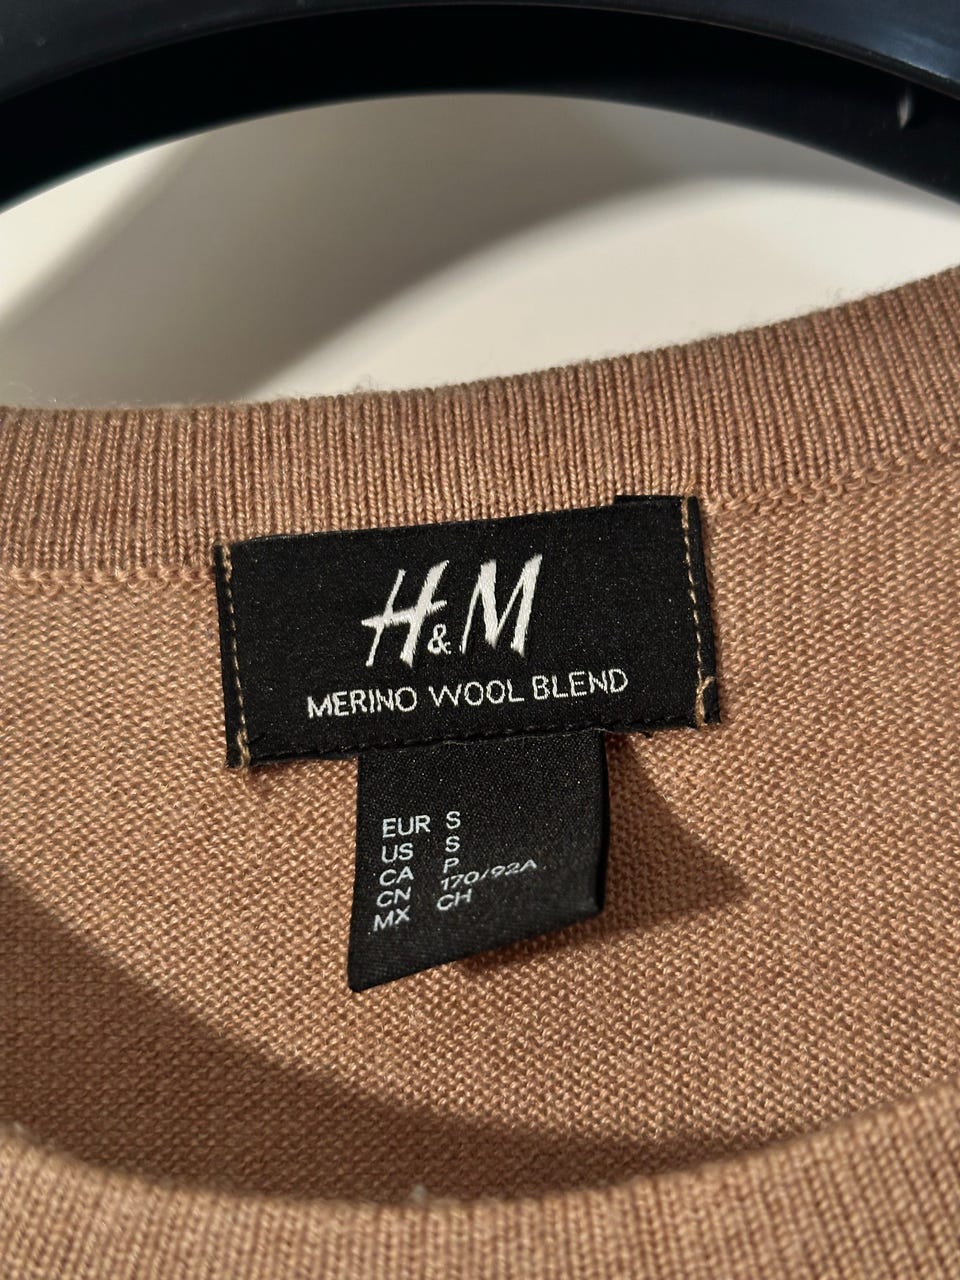 H&M
MERINO WOOL BLEND
EUR S
US S
CA P
CN 170/92A
MX CH